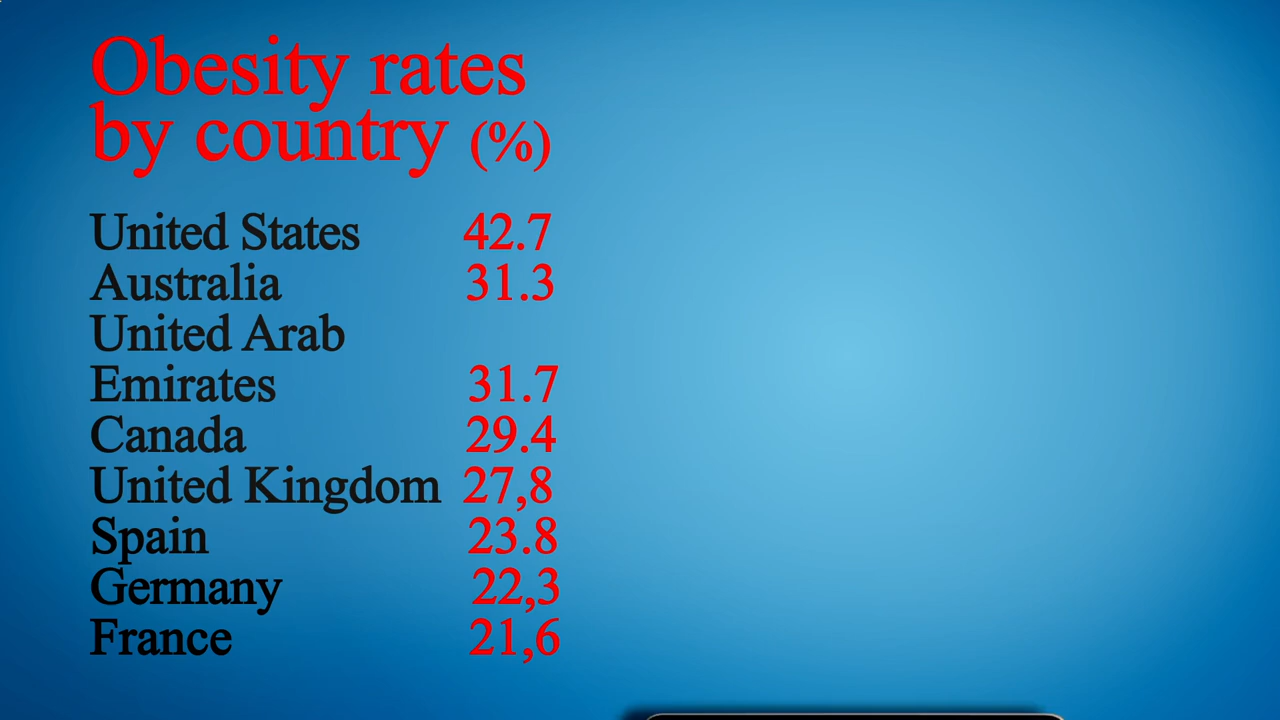 Obesity rates
by country (%)
United States 42.7
Australia 31.3
United Arab
Emirates 31.7
Canada 29.4
United Kingdom 27,8
Spain 23.8
Germany 22,3
France 21,6